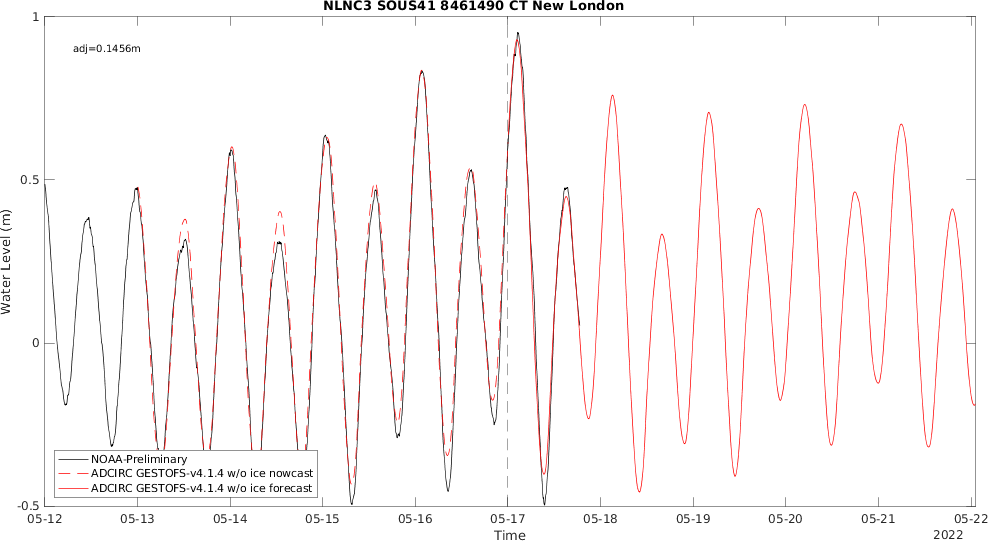 NLNC3 SOUS41 8461490 CT New London
adj=0.1456m
Water Level (m)
1
0.5
0
-0.5
NOAA-Preliminary
ADCIRC GESTOFS-v4.1.4 w/o ice nowcast
ADCIRC GESTOFS-v4.1.4 w/o ice forecast
05-12 05-13 05-14 05-15 05-16 05-17 05-18 05-19 05-20 05-21 05-22
Time
2022